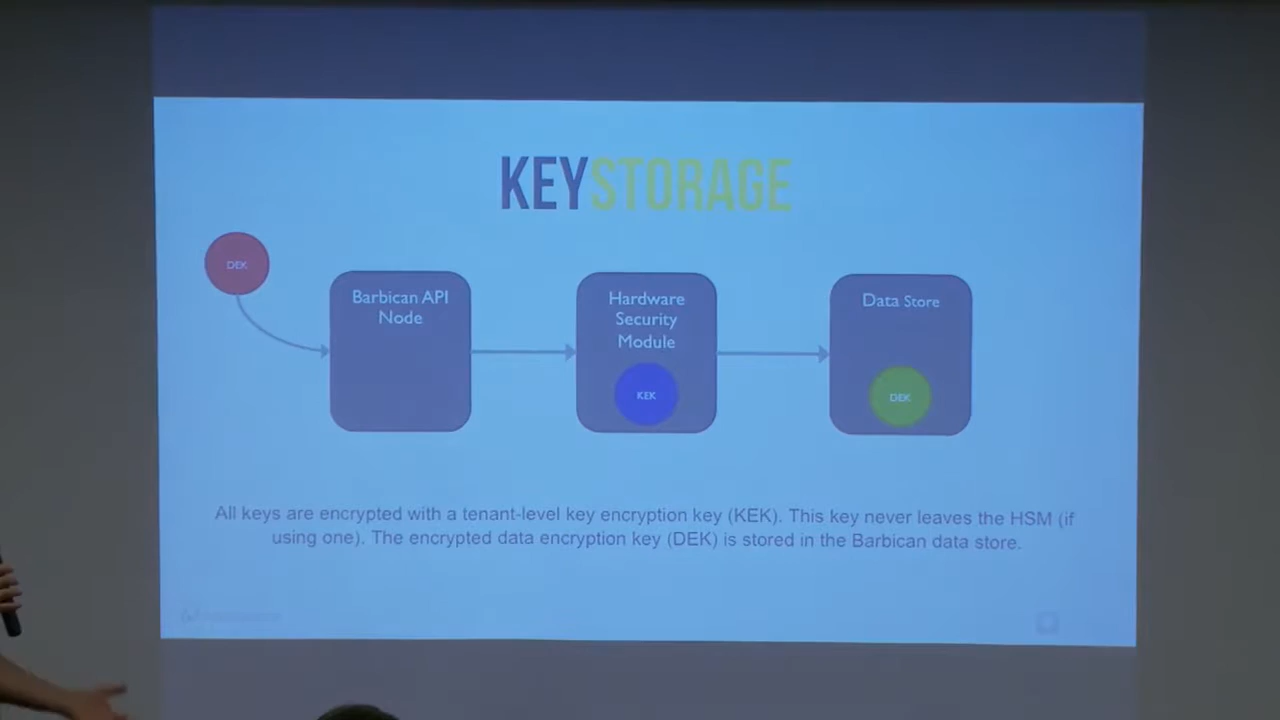 KEYSTORAGE
DEK
Barbican API
Node
Hardware
Security
Module
KEK
Data Store
DEK
All keys are encrypted with a tenant-level key encryption key (KEK). This key never leaves the HSM (if
using one). The encrypted data encryption key (DEK) is stored in the Barbican data store.